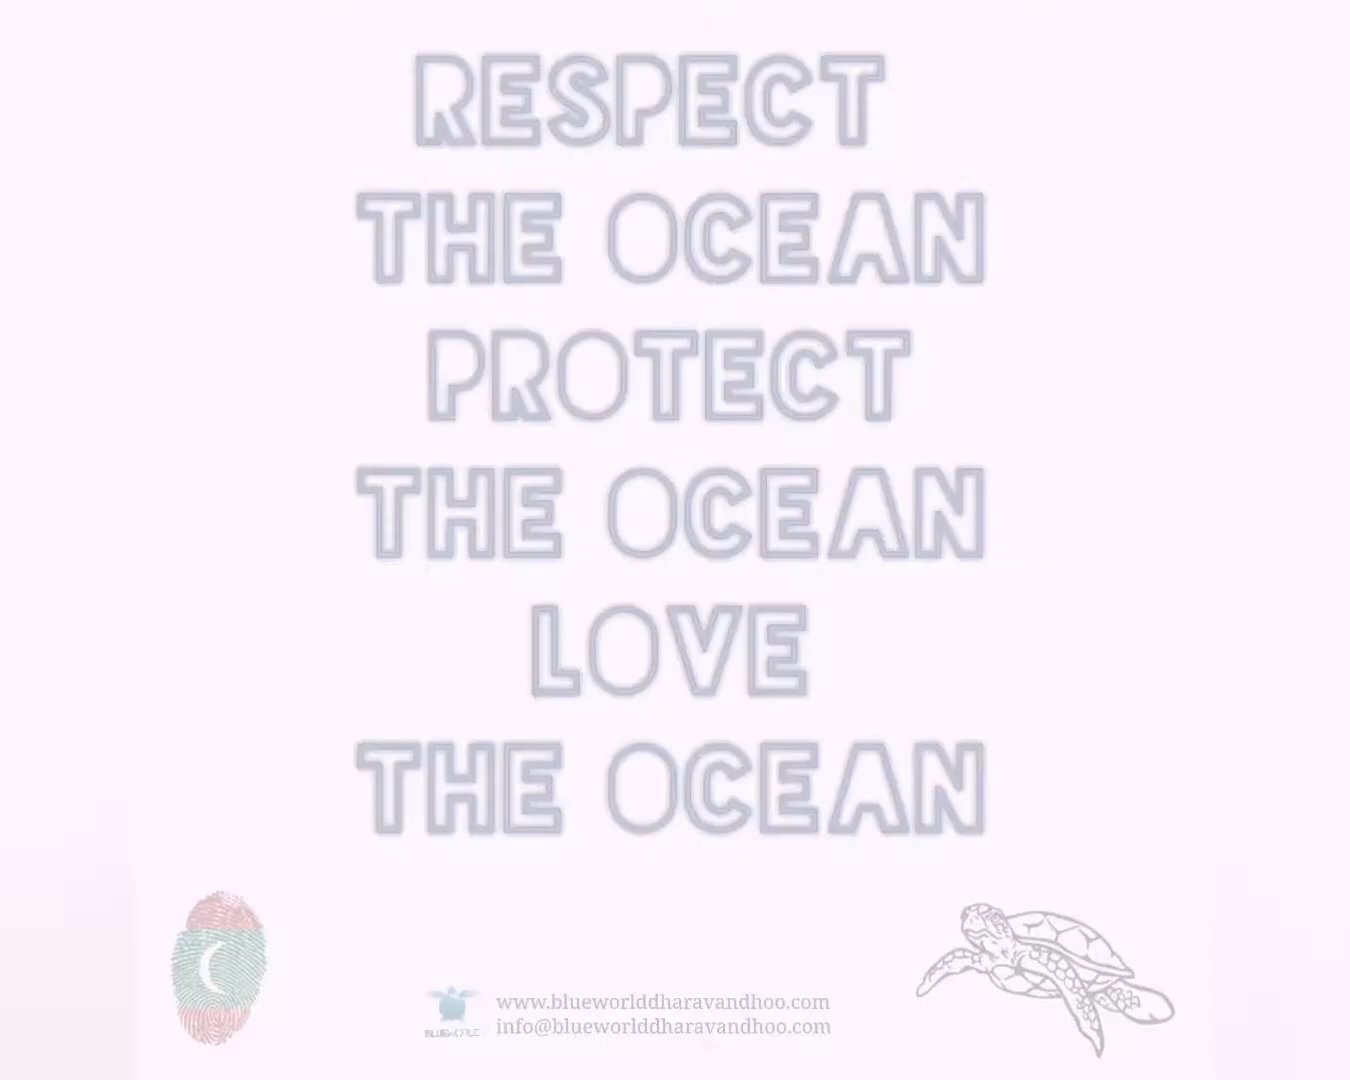 RESPECT
THE OCEAN
PROTECT
THE OCEAN
LOVE
THE OCEAN
www.blueworlddharavandhoo.com
info@blueworlddharavandhoo.com